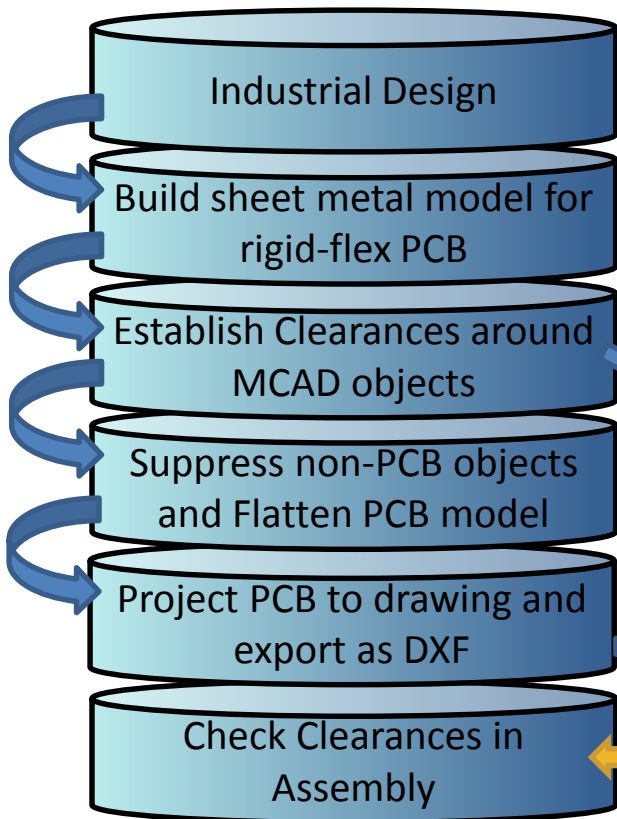 Industrial Design
Build sheet metal model for
rigid-flex PCB
Establish Clearances around
MCAD objects
Suppress non-PCB objects
and Flatten PCB model
Project PCB to drawing and
export as DXF
Check Clearances in
Assembly